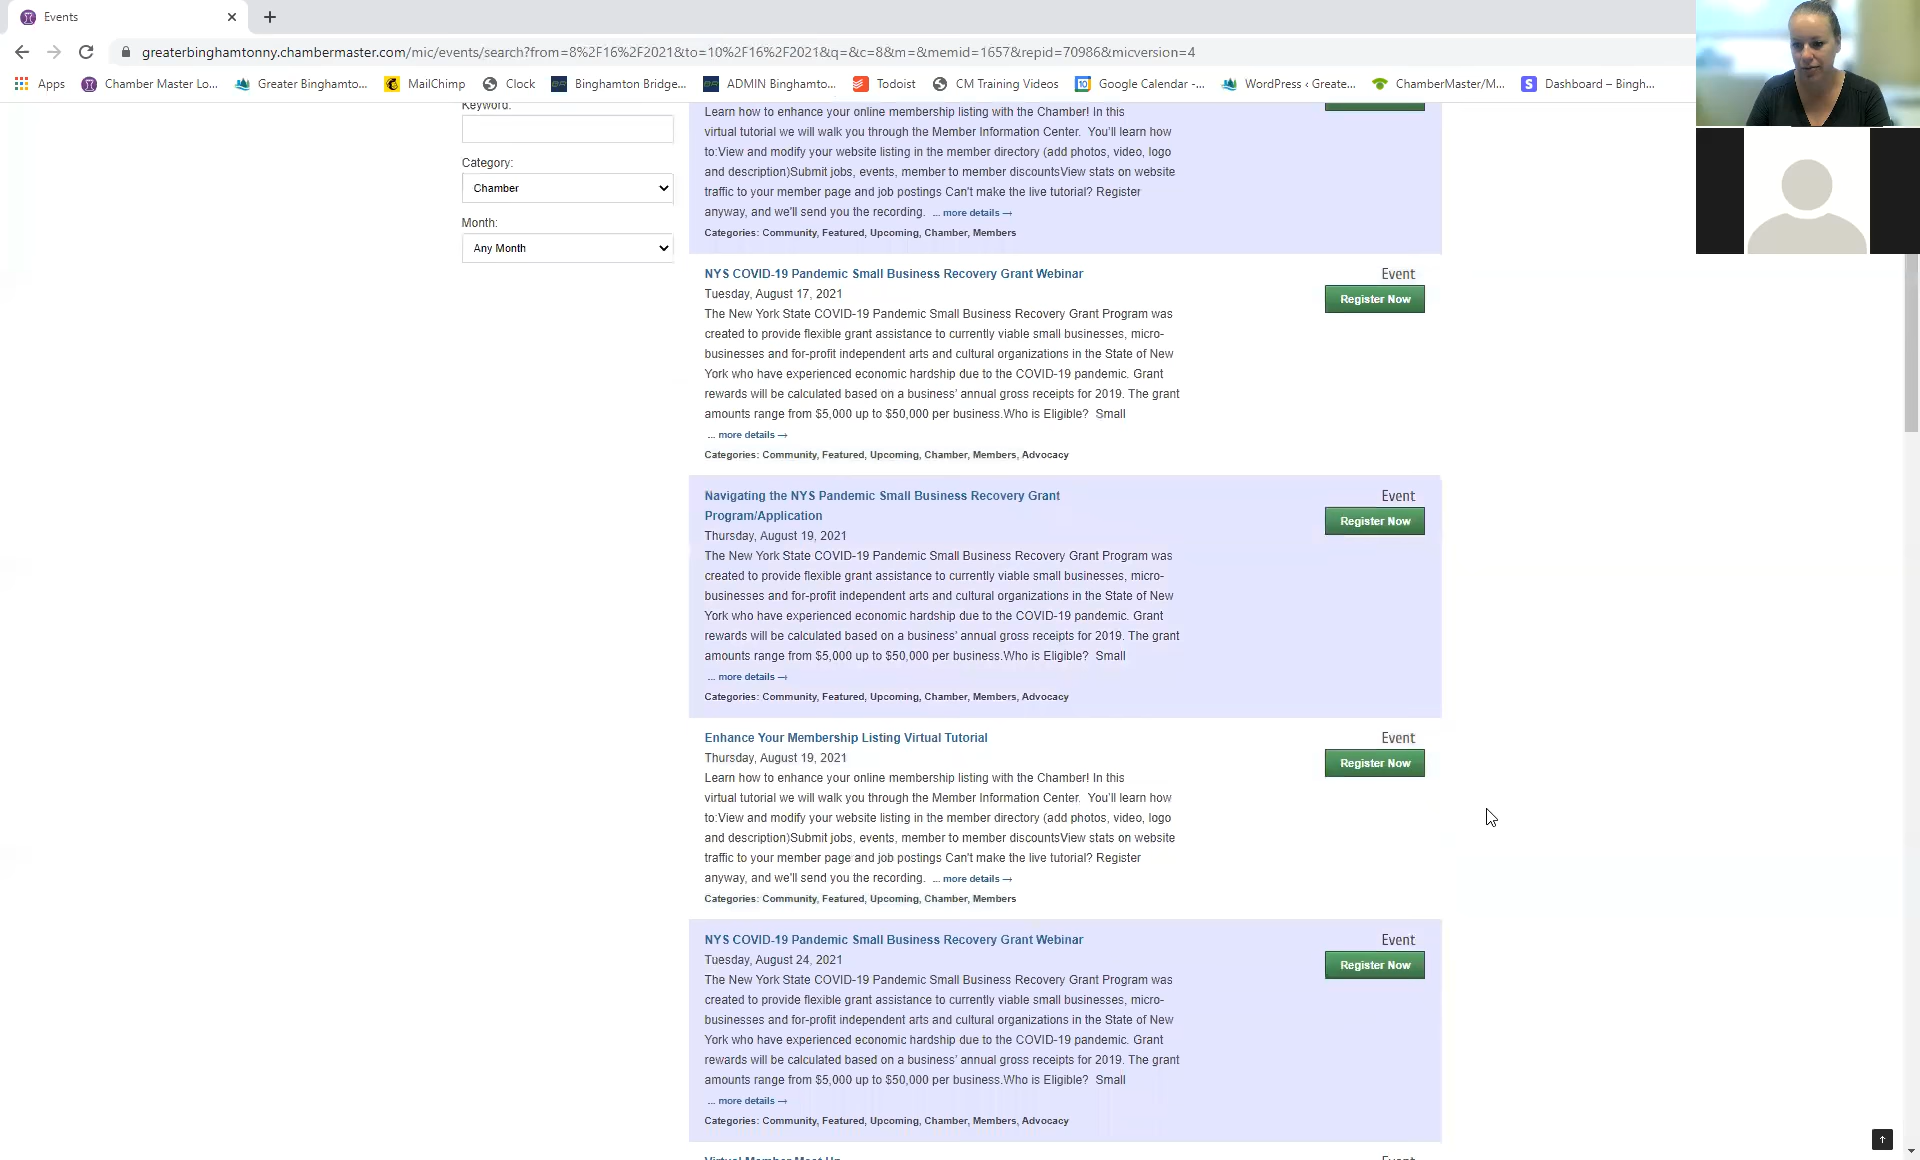 Events
greaterbinghamtonny.chambermaster.com/mic/events/search?from=8%2F16%2F2021&to=10%2F16%2F2021&q=&c=8&m=&memid=1657&repid=70986&micversion=4
Apps Chamber Master Lo... Greater Binghamto... MailChimp Clock Binghamton Bridge... ADMIN Binghamto... Todoist CM Training Videos Google Calendar -... WordPress ‹ Greate... ChamberMaster/M... Dashboard – Bingh...
Keyword:
Category:
Chamber
Month:
Any Month
Learn how to enhance your online membership listing with the Chamber! In this
virtual tutorial we will walk you through the Member Information Center.  You'll learn how
to:View and modify your website listing in the member directory (add photos, video, logo
and description)Submit jobs, events, member to member discountsView stats on website
traffic to your member page and job postings Can't make the live tutorial? Register
anyway, and we'll send you the recording.  ... more details →
Categories: Community, Featured, Upcoming, Chamber, Members
NYS COVID-19 Pandemic Small Business Recovery Grant Webinar
Event
Tuesday, August 17, 2021
Register Now
The New York State COVID-19 Pandemic Small Business Recovery Grant Program was
created to provide flexible grant assistance to currently viable small businesses, micro-
businesses and for-profit independent arts and cultural organizations in the State of New
York who have experienced economic hardship due to the COVID-19 pandemic. Grant
rewards will be calculated based on a business' annual gross receipts for 2019. The grant
amounts range from $5,000 up to $50,000 per business.Who is Eligible?  Small
... more details →
Categories: Community, Featured, Upcoming, Chamber, Members, Advocacy
Navigating the NYS Pandemic Small Business Recovery Grant
Program/Application
Event
Thursday, August 19, 2021
Register Now
The New York State COVID-19 Pandemic Small Business Recovery Grant Program was
created to provide flexible grant assistance to currently viable small businesses, micro-
businesses and for-profit independent arts and cultural organizations in the State of New
York who have experienced economic hardship due to the COVID-19 pandemic. Grant
rewards will be calculated based on a business' annual gross receipts for 2019. The grant
amounts range from $5,000 up to $50,000 per business.Who is Eligible?  Small
... more details →
Categories: Community, Featured, Upcoming, Chamber, Members, Advocacy
Enhance Your Membership Listing Virtual Tutorial
Event
Thursday, August 19, 2021
Register Now
Learn how to enhance your online membership listing with the Chamber! In this
virtual tutorial we will walk you through the Member Information Center.  You'll learn how
to:View and modify your website listing in the member directory (add photos, video, logo
and description)Submit jobs, events, member to member discountsView stats on website
traffic to your member page and job postings Can't make the live tutorial? Register
anyway, and we'll send you the recording.  ... more details →
Categories: Community, Featured, Upcoming, Chamber, Members
NYS COVID-19 Pandemic Small Business Recovery Grant Webinar
Event
Tuesday, August 24, 2021
Register Now
The New York State COVID-19 Pandemic Small Business Recovery Grant Program was
created to provide flexible grant assistance to currently viable small businesses, micro-
businesses and for-profit independent arts and cultural organizations in the State of New
York who have experienced economic hardship due to the COVID-19 pandemic. Grant
rewards will be calculated based on a business' annual gross receipts for 2019. The grant
amounts range from $5,000 up to $50,000 per business.Who is Eligible?  Small
... more details →
Categories: Community, Featured, Upcoming, Chamber, Members, Advocacy
Virtual Member Meet Up
Event